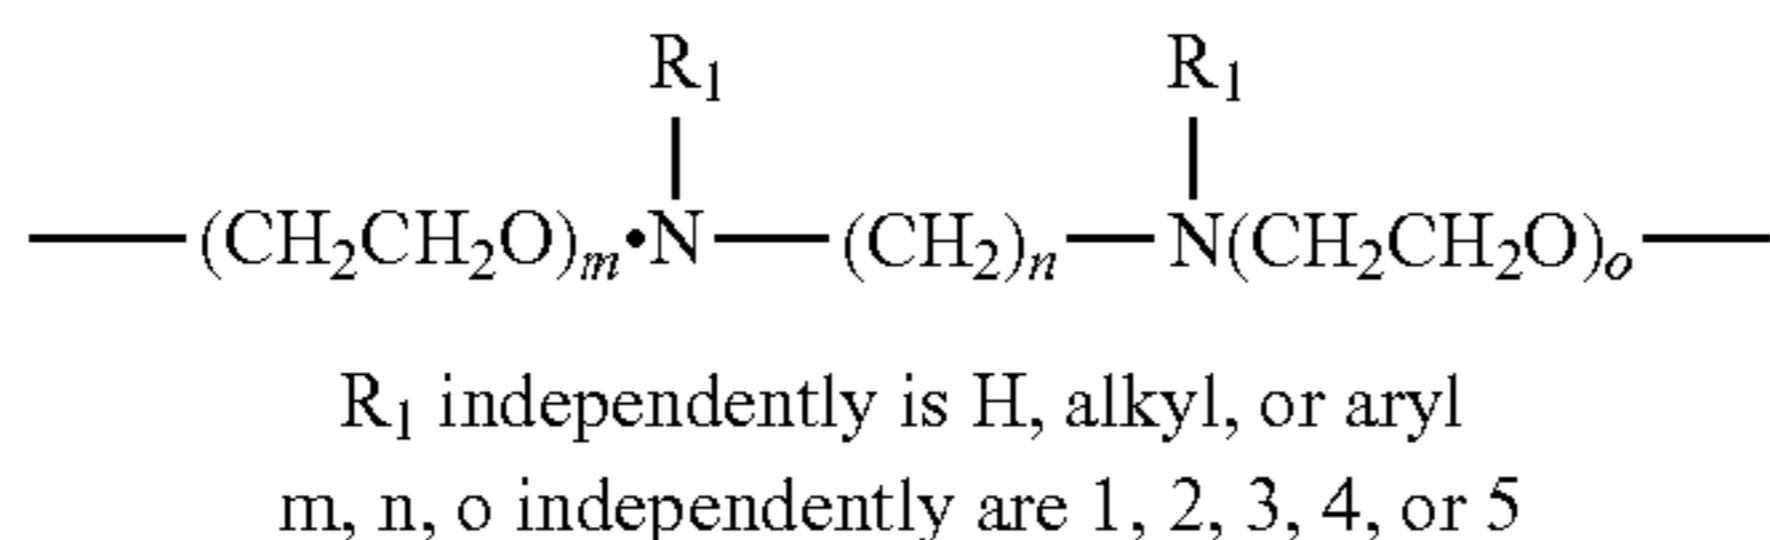 R₁ R₁
—(CH₂CH₂O)ₘ•N—(CH₂)ₙ—N(CH₂CH₂O)ₒ—
R₁ independently is H, alkyl, or aryl
m, n, o independently are 1, 2, 3, 4, or 5